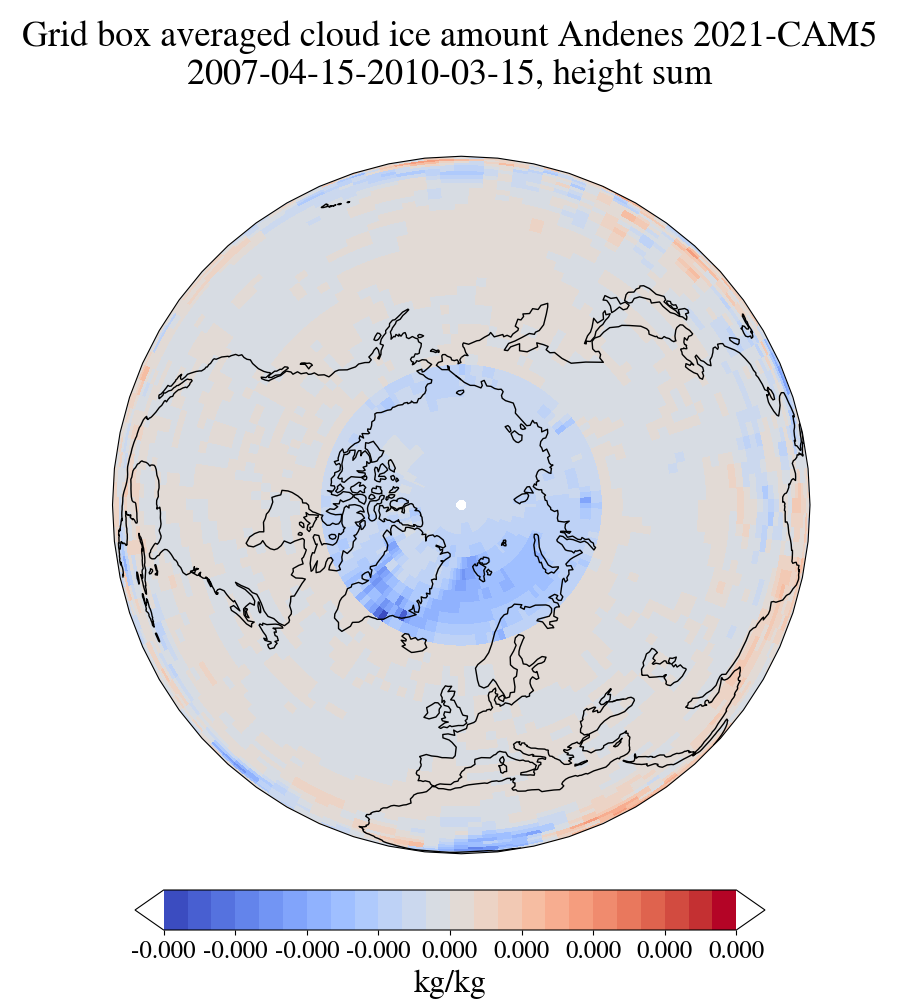 Grid box averaged cloud ice amount Andenes 2021-CAM5
2007-04-15-2010-03-15, height sum
-0.000 -0.000 -0.000 -0.000 0.000 0.000 0.000 0.000 0.000
kg/kg